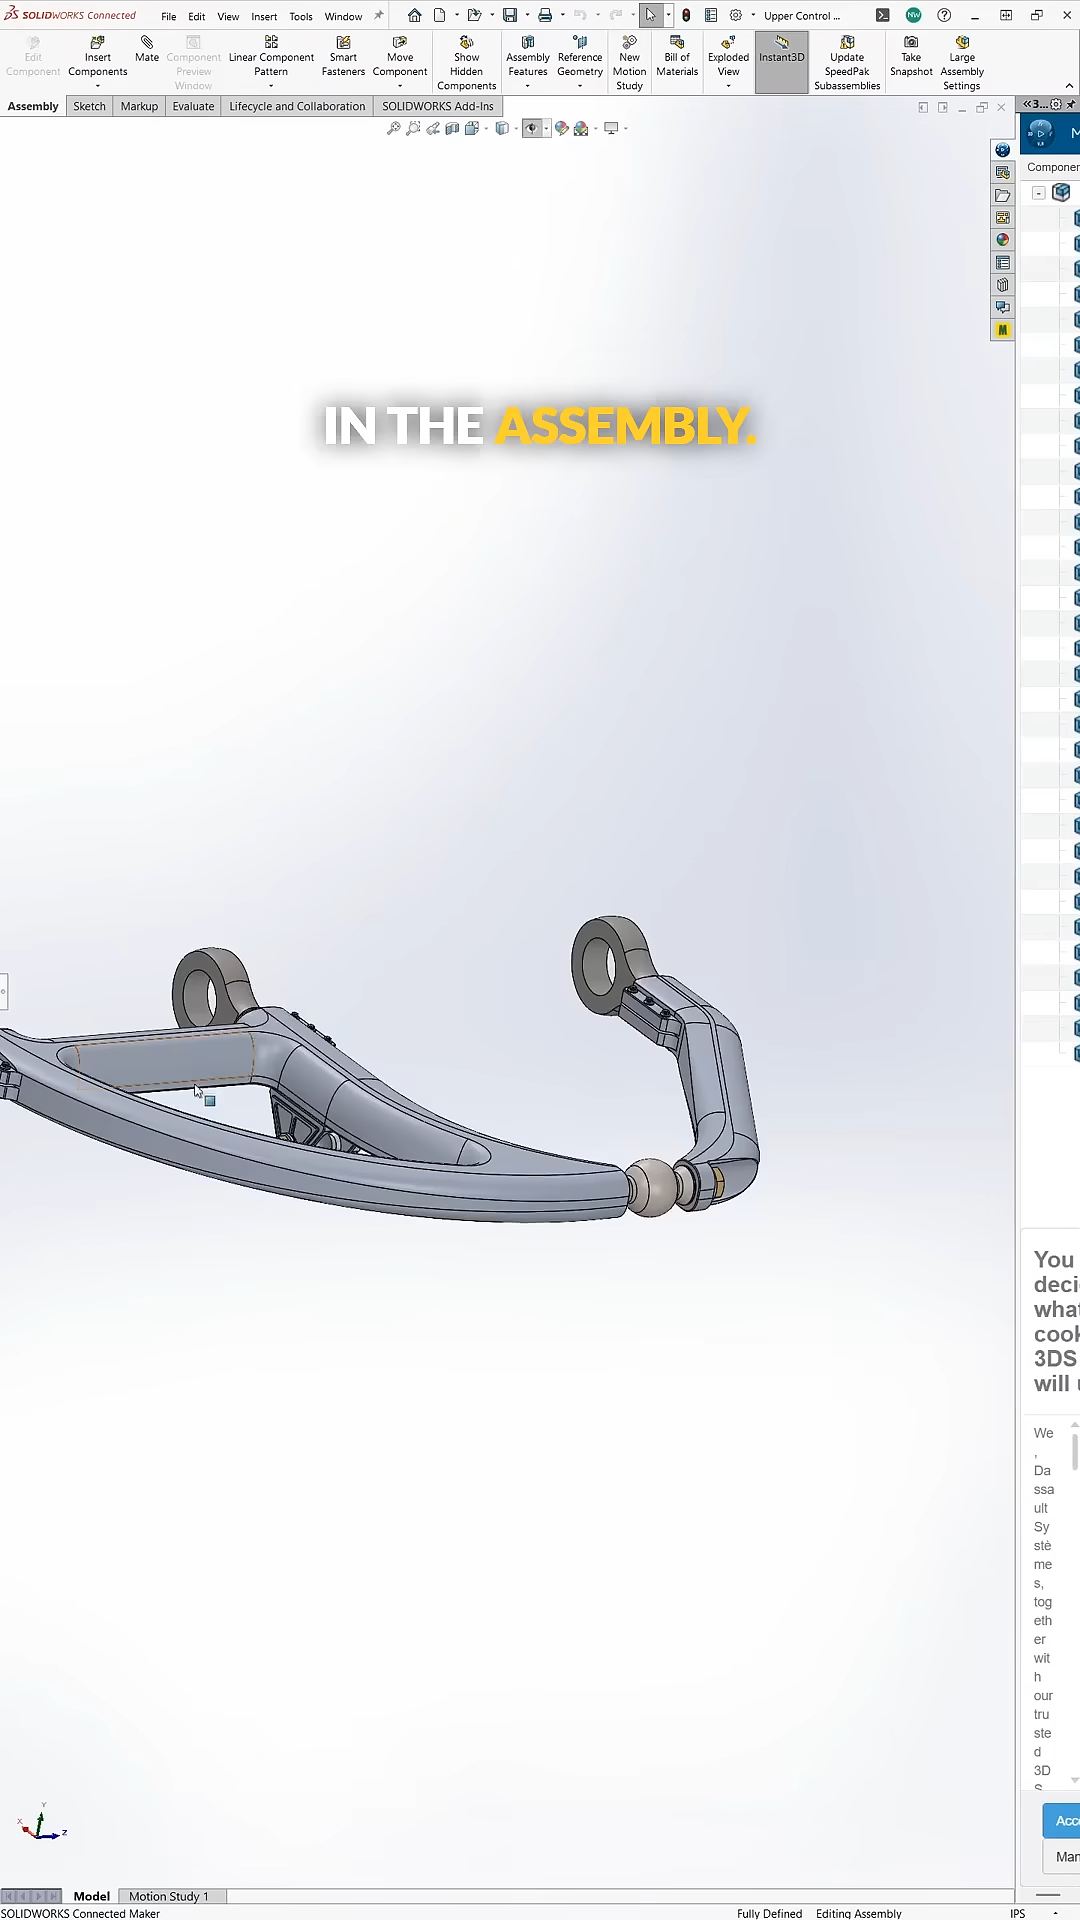 SOLIDWORKS Connected
File Edit View Insert Tools Window
Upper Control ...
NW
Edit Component
Insert Components
Mate
Component Preview Window
Linear Component Pattern
Smart Fasteners
Move Component
Show Hidden Components
Assembly Features
Reference Geometry
New Motion Study
Bill of Materials
Exploded View
Instant3D
Update SpeedPak Subassemblies
Take Snapshot
Large Assembly Settings
Assembly Sketch Markup Evaluate Lifecycle and Collaboration SOLIDWORKS Add-Ins
3...
M
Componer
M
IN THE ASSEMBLY.
You
deci
what
cook
3DS
will u
We
,
Da
ssa
ult
Sy
stè
me
s,
tog
eth
er
wit
h
our
tru
ste
d
3D
S
Acc
Man
Y
X
Z
Model Motion Study 1
SOLIDWORKS Connected Maker
Fully Defined Editing Assembly IPS